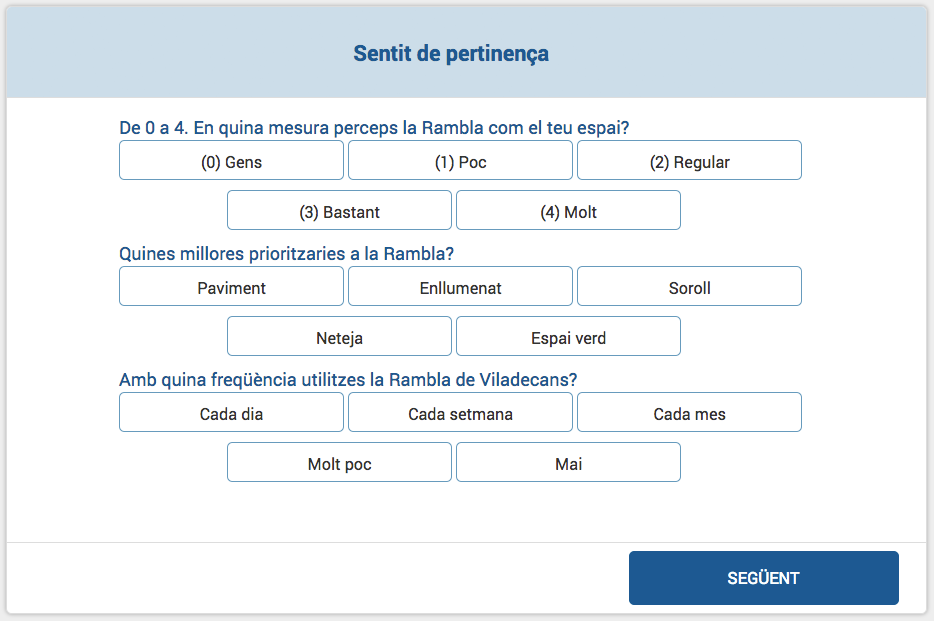 Sentit de pertinença
De 0 a 4. En quina mesura perceps la Rambla com el teu espai?
(0) Gens (1) Poc (2) Regular
(3) Bastant (4) Molt
Quines millores prioritzaries a la Rambla?
Paviment Enllumenat Soroll
Neteja Espai verd
Amb quina freqüència utilitzes la Rambla de Viladecans?
Cada dia Cada setmana Cada mes
Molt poc Mai
SEGÜENT